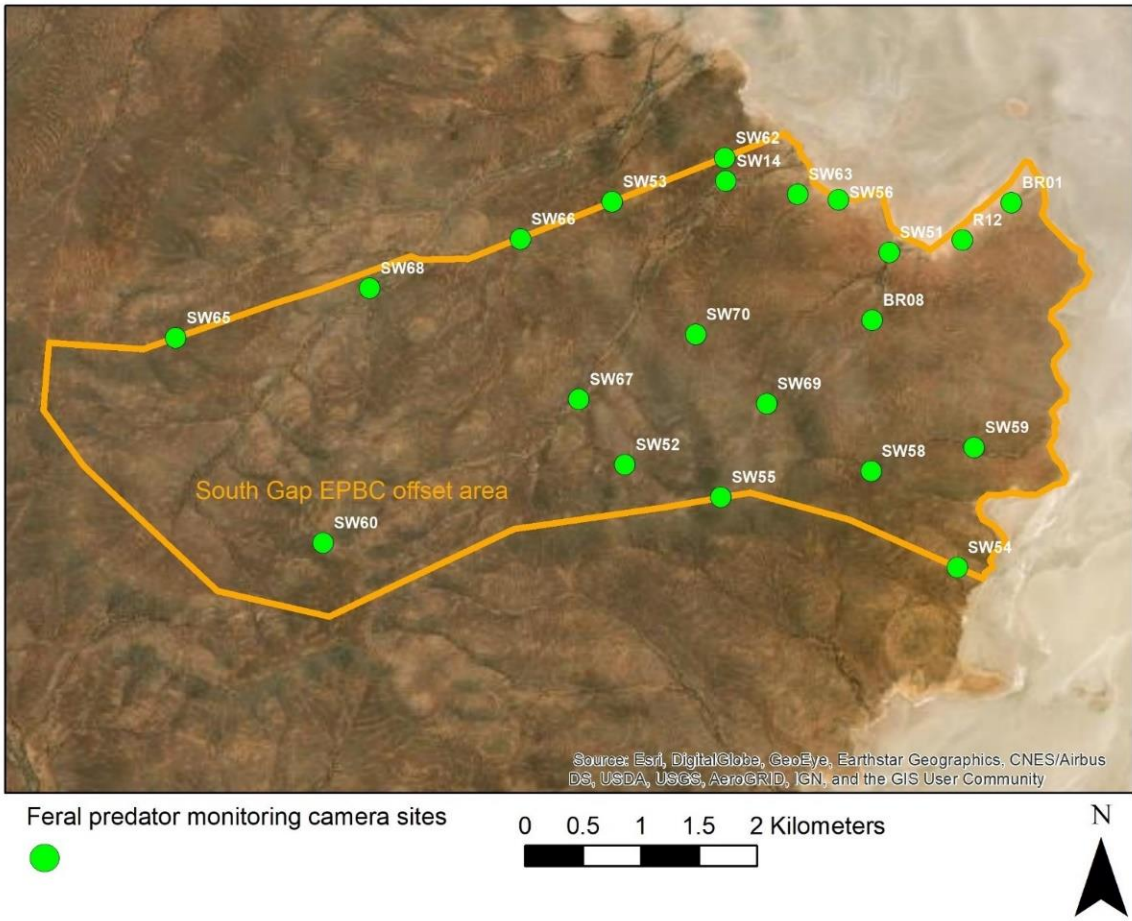 SW62
SW14
SW63
SW56
BR01
SW53
R12
SW66
SW51
SW68
BR08
SW65
SW70
SW67
SW69
SW59
SW52
SW58
SW55
South Gap EPBC offset area
SW60
SW54
Source: Esri, DigitalGlobe, GeoEye, Earthstar Geographics, CNES/Airbus
DS, USDA, USGS, AeroGRID, IGN, and the GIS User Community
Feral predator monitoring camera sites
0 0.5 1 1.5 2 Kilometers
N